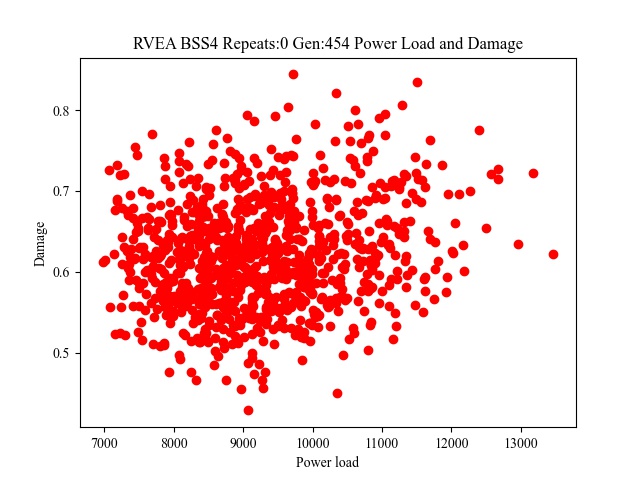 RVEA BSS4 Repeats:0 Gen:454 Power Load and Damage
0.8
0.7
0.6
0.5
Damage
7000 8000 9000 10000 11000 12000 13000
Power load